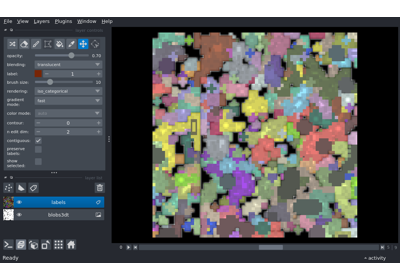 File View Layers Plugins Window Help
opacity: 0.70
blending: translucent
label: 1
brush size: 10
rendering: iso_categorical
gradient mode: fast
color mode:
contour: 0
n edit dim: 2
contiguous:
preserve labels:
show selected:
labels
blobs3dt
0
Ready
activity